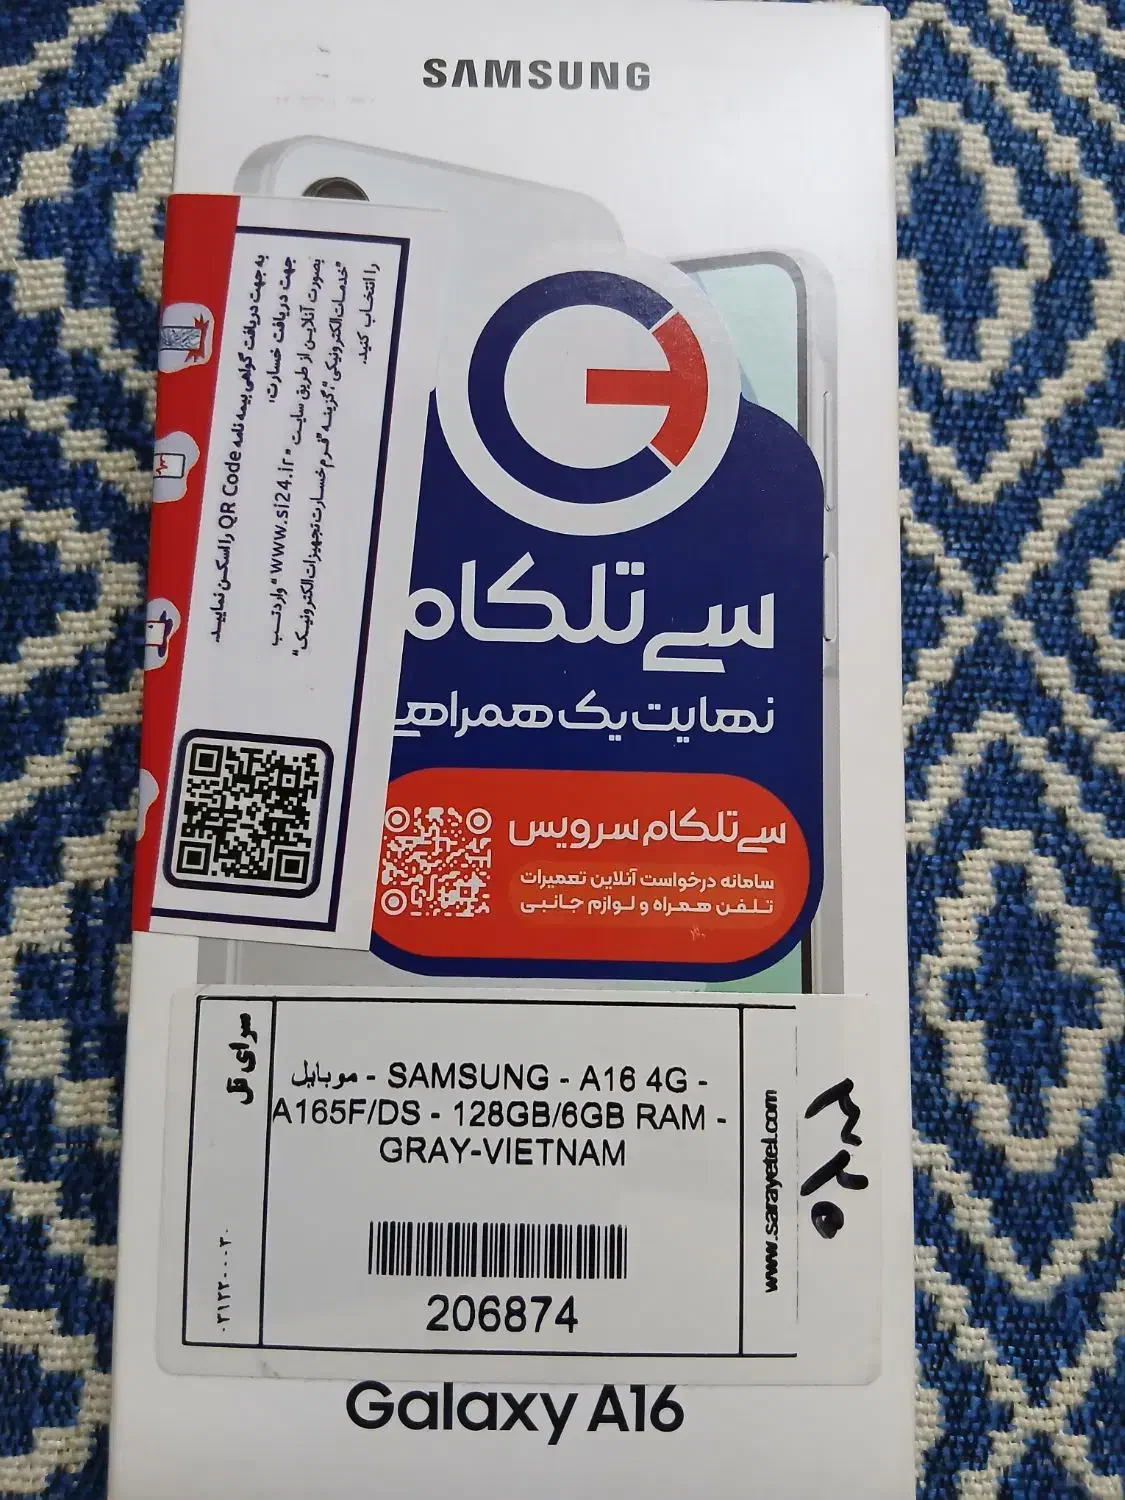 SAMSUNG
به جهت دریافت گواهی بیمه نامه QR Code را اسکن نمایید.
جهت دریافت خسارت،
بصورت آنلاین از طریق سایت "www.si24.ir" وارد تب
"خدمات الکترونیکی"، گزینه "فرم خسارت تجهیزات الکترونیک"
را انتخاب کنید.
سی‌تلکام
نهایت یک همراهی
سی‌تلکام سرویس
سامانه درخواست آنلاین تعمیرات
تلفن همراه و لوازم جانبی
سرای تل
۰۳۱۳۲۰۰۰۳۰
موبایل - SAMSUNG - A16 4G -
A165F/DS - 128GB/6GB RAM -
GRAY-VIETNAM
206874
www.sarayetel.com
Galaxy A16